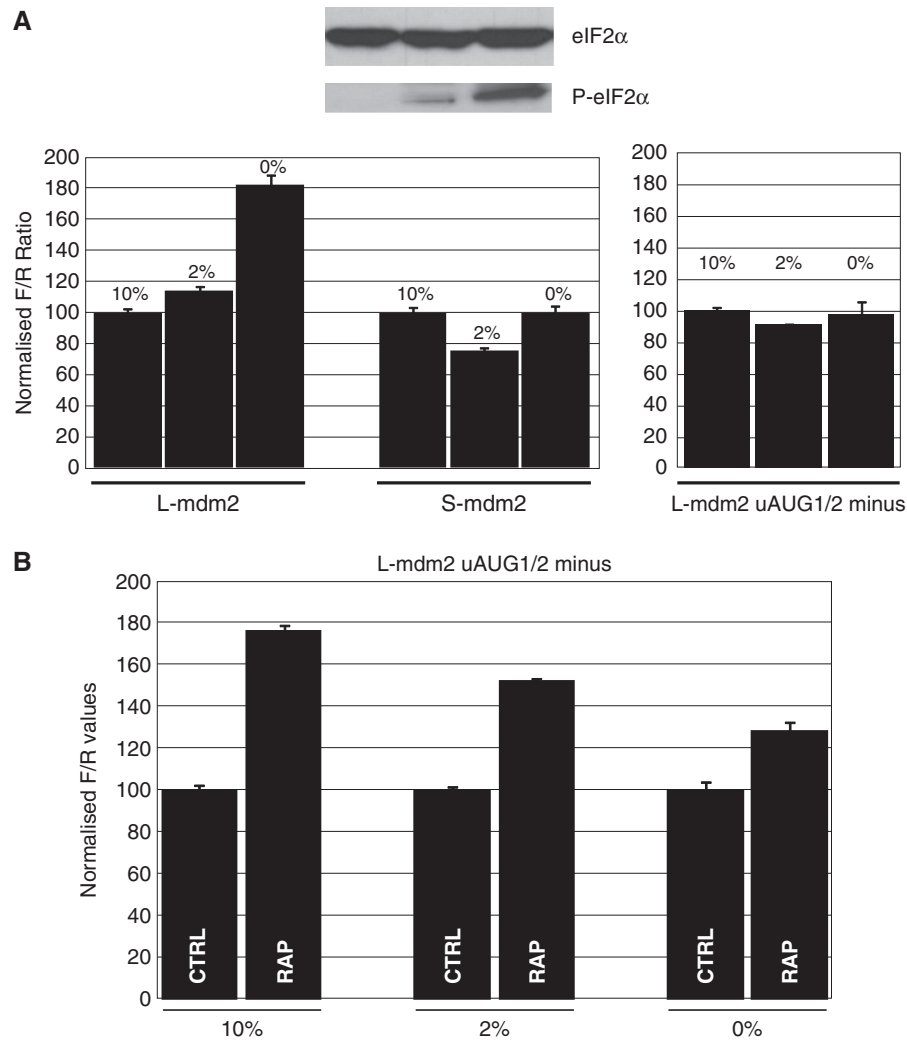 A
eIF2α
P-eIF2α
Normalised F/R Ratio
200
180
160
140
120
100
80
60
40
20
0
10%
2%
0%
10%
2%
0%
L-mdm2
S-mdm2
200
180
160
140
120
100
80
60
40
20
0
10%
2%
0%
L-mdm2 uAUG1/2 minus
B
L-mdm2 uAUG1/2 minus
Normalised F/R values
200
180
160
140
120
100
80
60
40
20
0
CTRL
RAP
CTRL
RAP
CTRL
RAP
10%
2%
0%